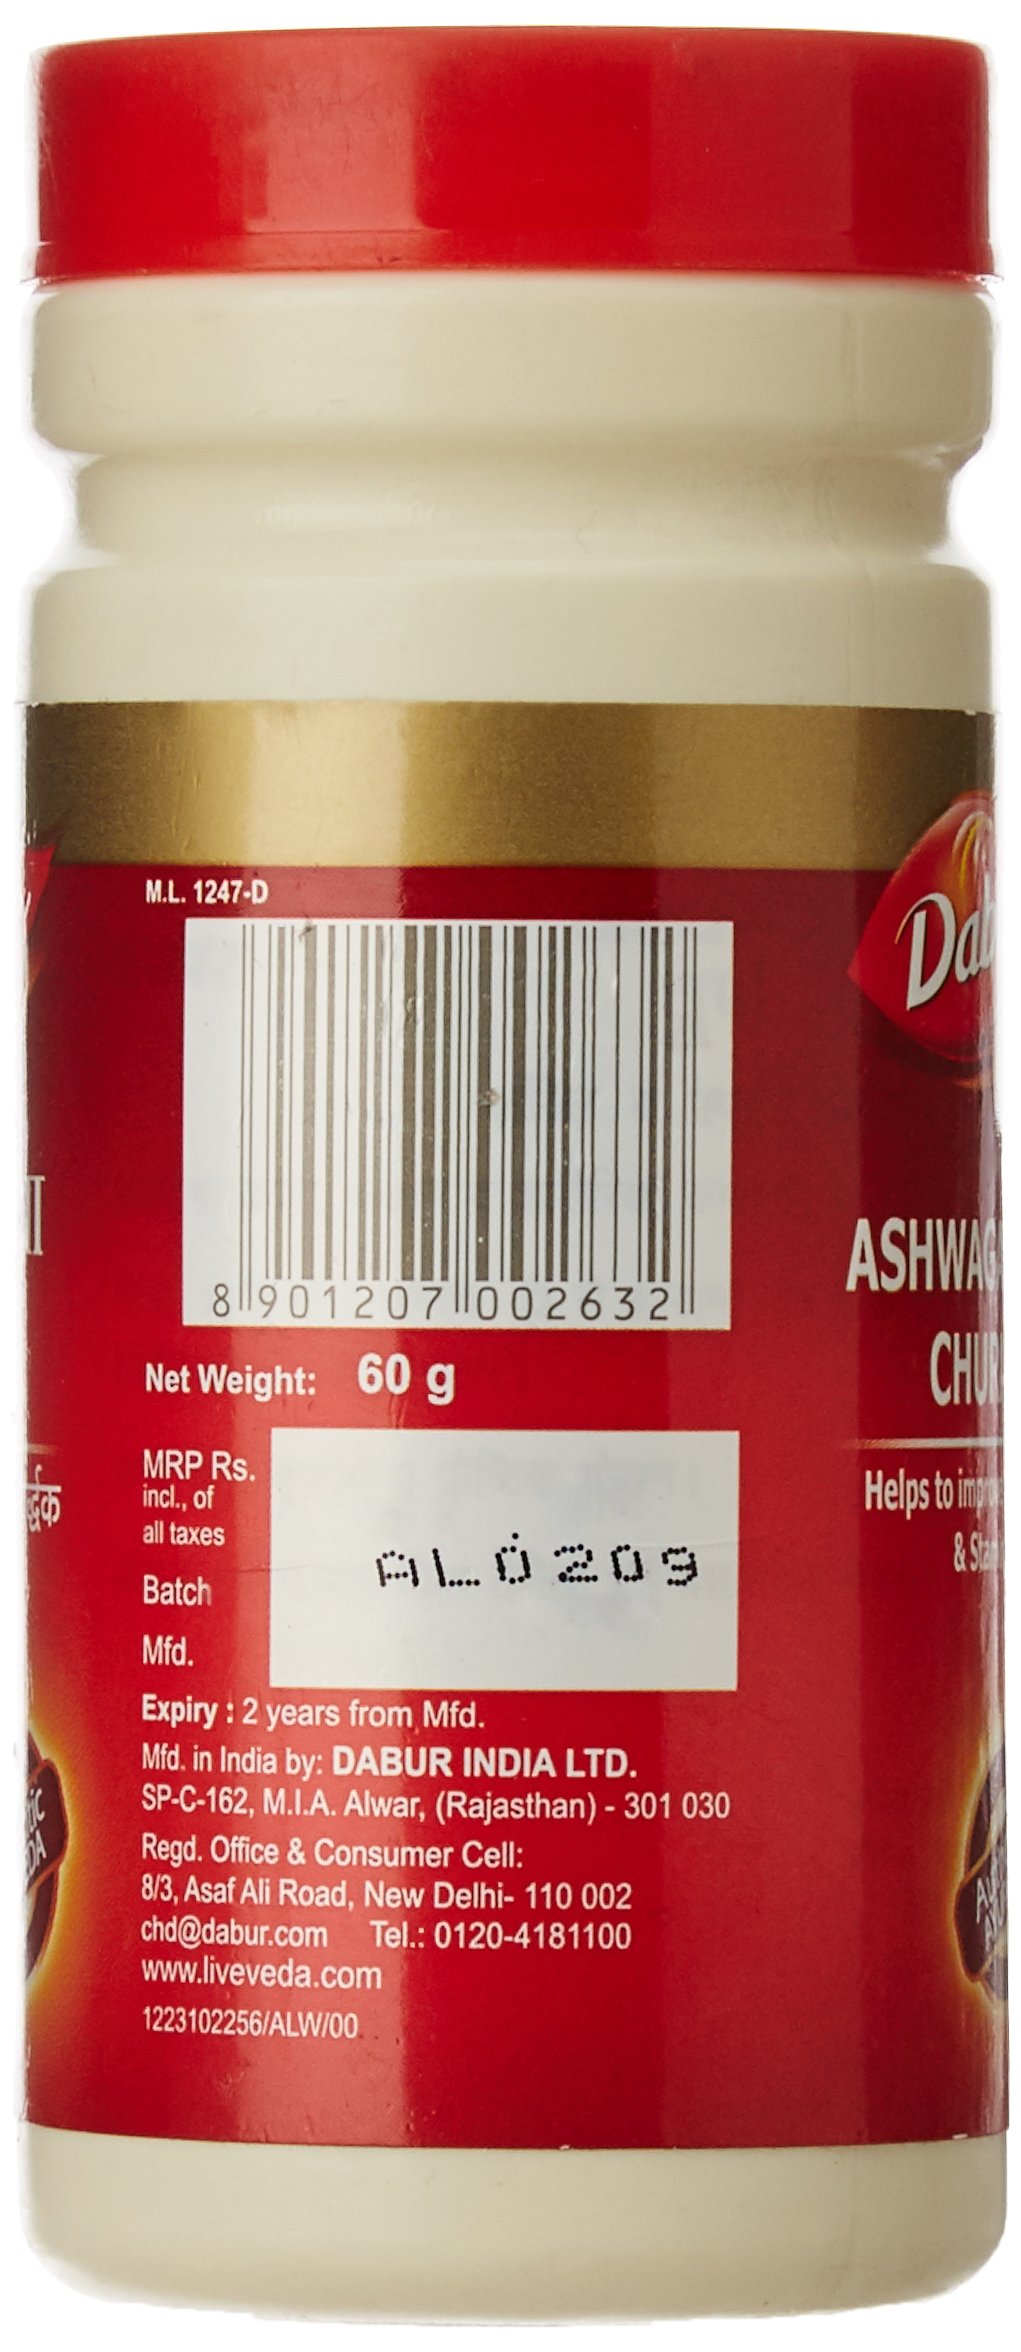 M.L. 1247-D
8 901207 002632
Net Weight: 60 g
MRP Rs.
incl., of
all taxes
AL0209
Batch
Mfd.
Expiry : 2 years from Mfd.
Mfd. in India by: DABUR INDIA LTD.
SP-C-162, M.I.A. Alwar, (Rajasthan) - 301 030
Regd. Office & Consumer Cell:
8/3, Asaf Ali Road, New Delhi- 110 002
chd@dabur.com Tel.: 0120-4181100
www.liveveda.com
1223102256/ALW/00
Dab
ASHWAG
CHUR
Helps to impro
& Sta